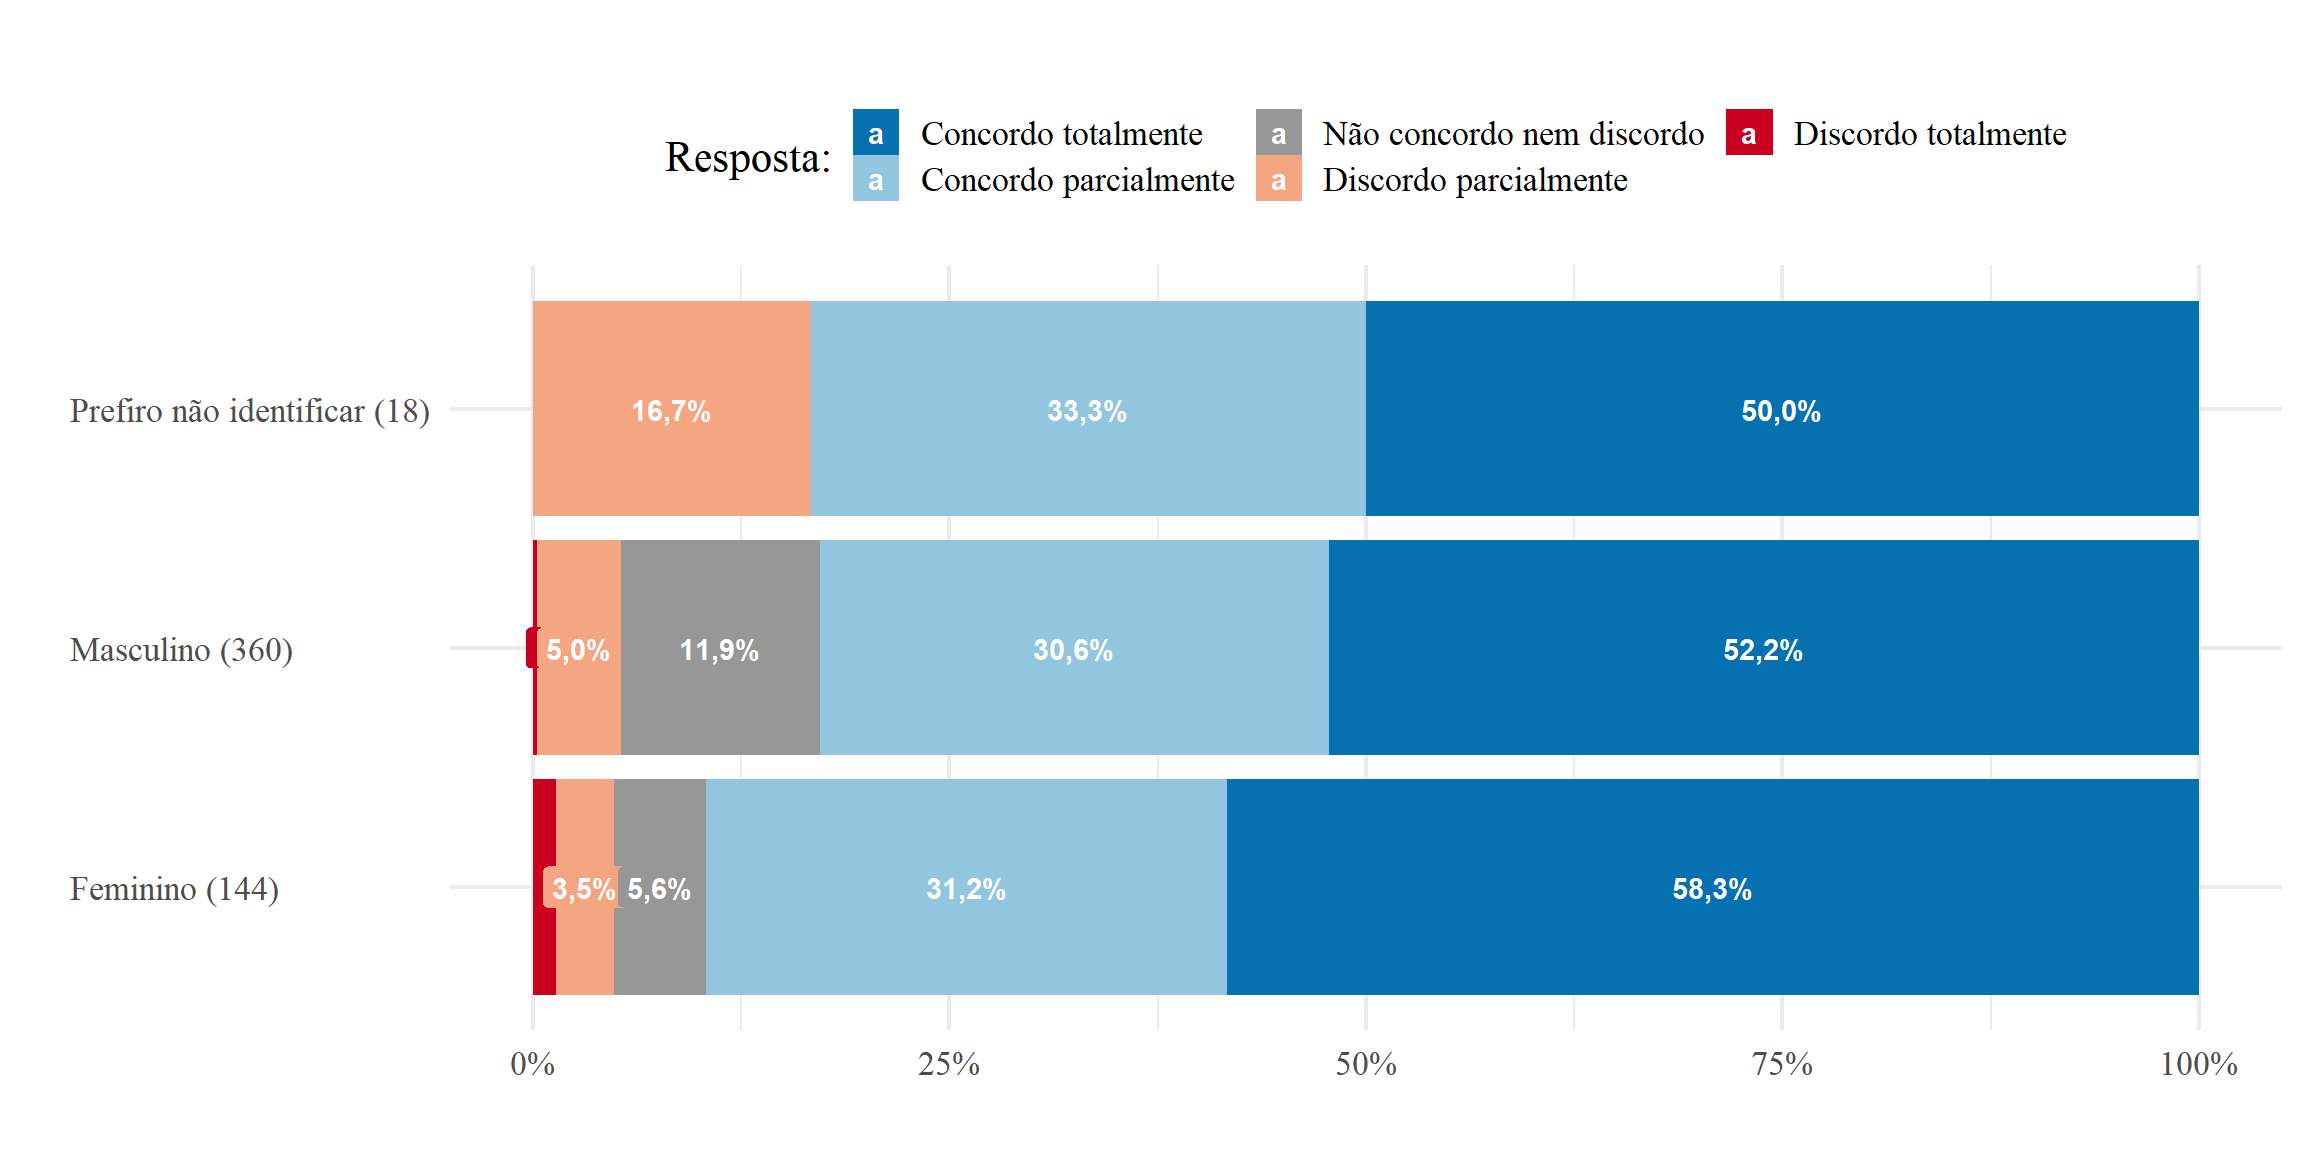 Resposta:
a Concordo totalmente
a Concordo parcialmente
a Não concordo nem discordo
a Discordo parcialmente
a Discordo totalmente
Prefiro não identificar (18)
16,7% 33,3% 50,0%
Masculino (360)
5,0% 11,9% 30,6% 52,2%
Feminino (144)
3,5% 5,6% 31,2% 58,3%
0% 25% 50% 75% 100%